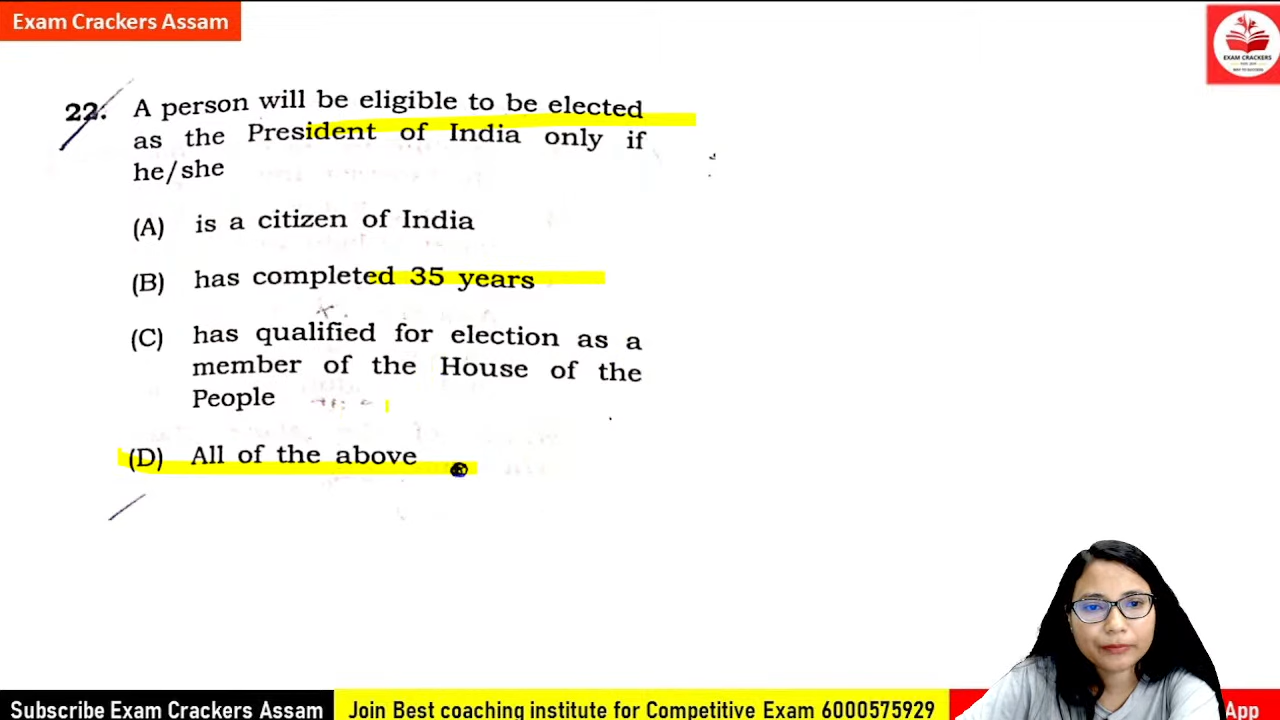 Exam Crackers Assam
EXAM CRACKERS
22. A person will be eligible to be elected
as the President of India only if
he/she
(A) is a citizen of India
(B) has completed 35 years
(C) has qualified for election as a
member of the House of the
People
(D) All of the above
Subscribe Exam Crackers Assam
Join Best coaching institute for Competitive Exam 6000575929
App